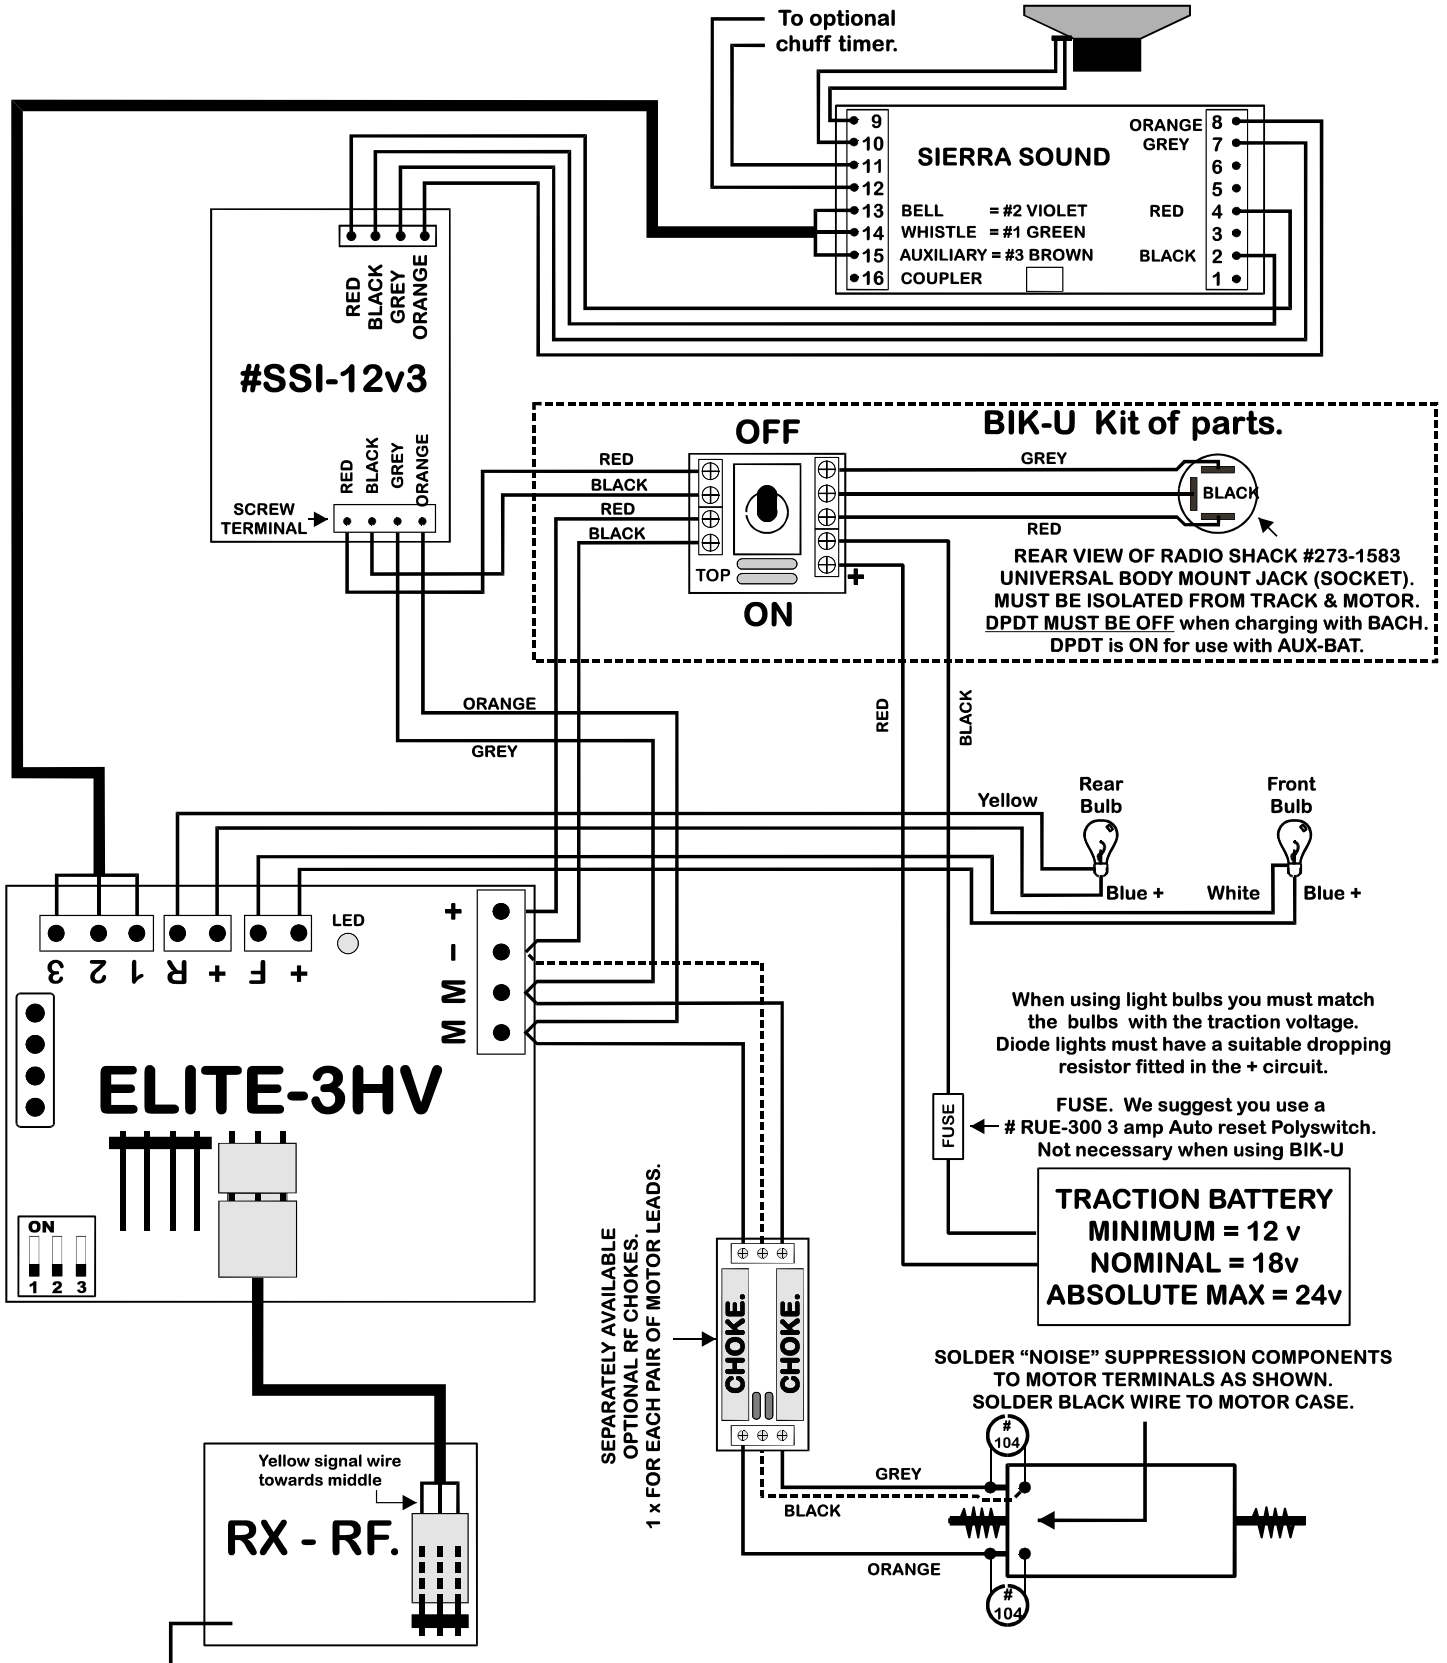 To optional
chuff timer.
9
10
11
12
13 BELL = #2 VIOLET
14 WHISTLE = #1 GREEN
15 AUXILIARY = #3 BROWN
16 COUPLER
SIERRA SOUND
ORANGE 8
GREY 7
6
5
RED 4
3
BLACK 2
1
RED
BLACK
GREY
ORANGE
#SSI-12v3
RED
BLACK
GREY
ORANGE
SCREW
TERMINAL
BIK-U Kit of parts.
OFF
RED
BLACK
RED
BLACK
TOP
+
ON
GREY
BLACK
RED
REAR VIEW OF RADIO SHACK #273-1583
UNIVERSAL BODY MOUNT JACK (SOCKET).
MUST BE ISOLATED FROM TRACK & MOTOR.
DPDT MUST BE OFF when charging with BACH.
DPDT is ON for use with AUX-BAT.
ORANGE
GREY
RED
BLACK
Yellow
Rear
Bulb
Front
Bulb
Blue +
White
Blue +
3 2 1 R + F +
LED
+
–
M
M
ELITE-3HV
ON
1 2 3
When using light bulbs you must match
the bulbs with the traction voltage.
Diode lights must have a suitable dropping
resistor fitted in the + circuit.
FUSE
FUSE. We suggest you use a
# RUE-300 3 amp Auto reset Polyswitch.
Not necessary when using BIK-U
TRACTION BATTERY
MINIMUM = 12 v
NOMINAL = 18v
ABSOLUTE MAX = 24v
SEPARATELY AVAILABLE
OPTIONAL RF CHOKES.
1 x FOR EACH PAIR OF MOTOR LEADS.
CHOKE.
CHOKE.
SOLDER “NOISE” SUPPRESSION COMPONENTS
TO MOTOR TERMINALS AS SHOWN.
SOLDER BLACK WIRE TO MOTOR CASE.
#
104
GREY
BLACK
ORANGE
#
104
Yellow signal wire
towards middle
RX - RF.